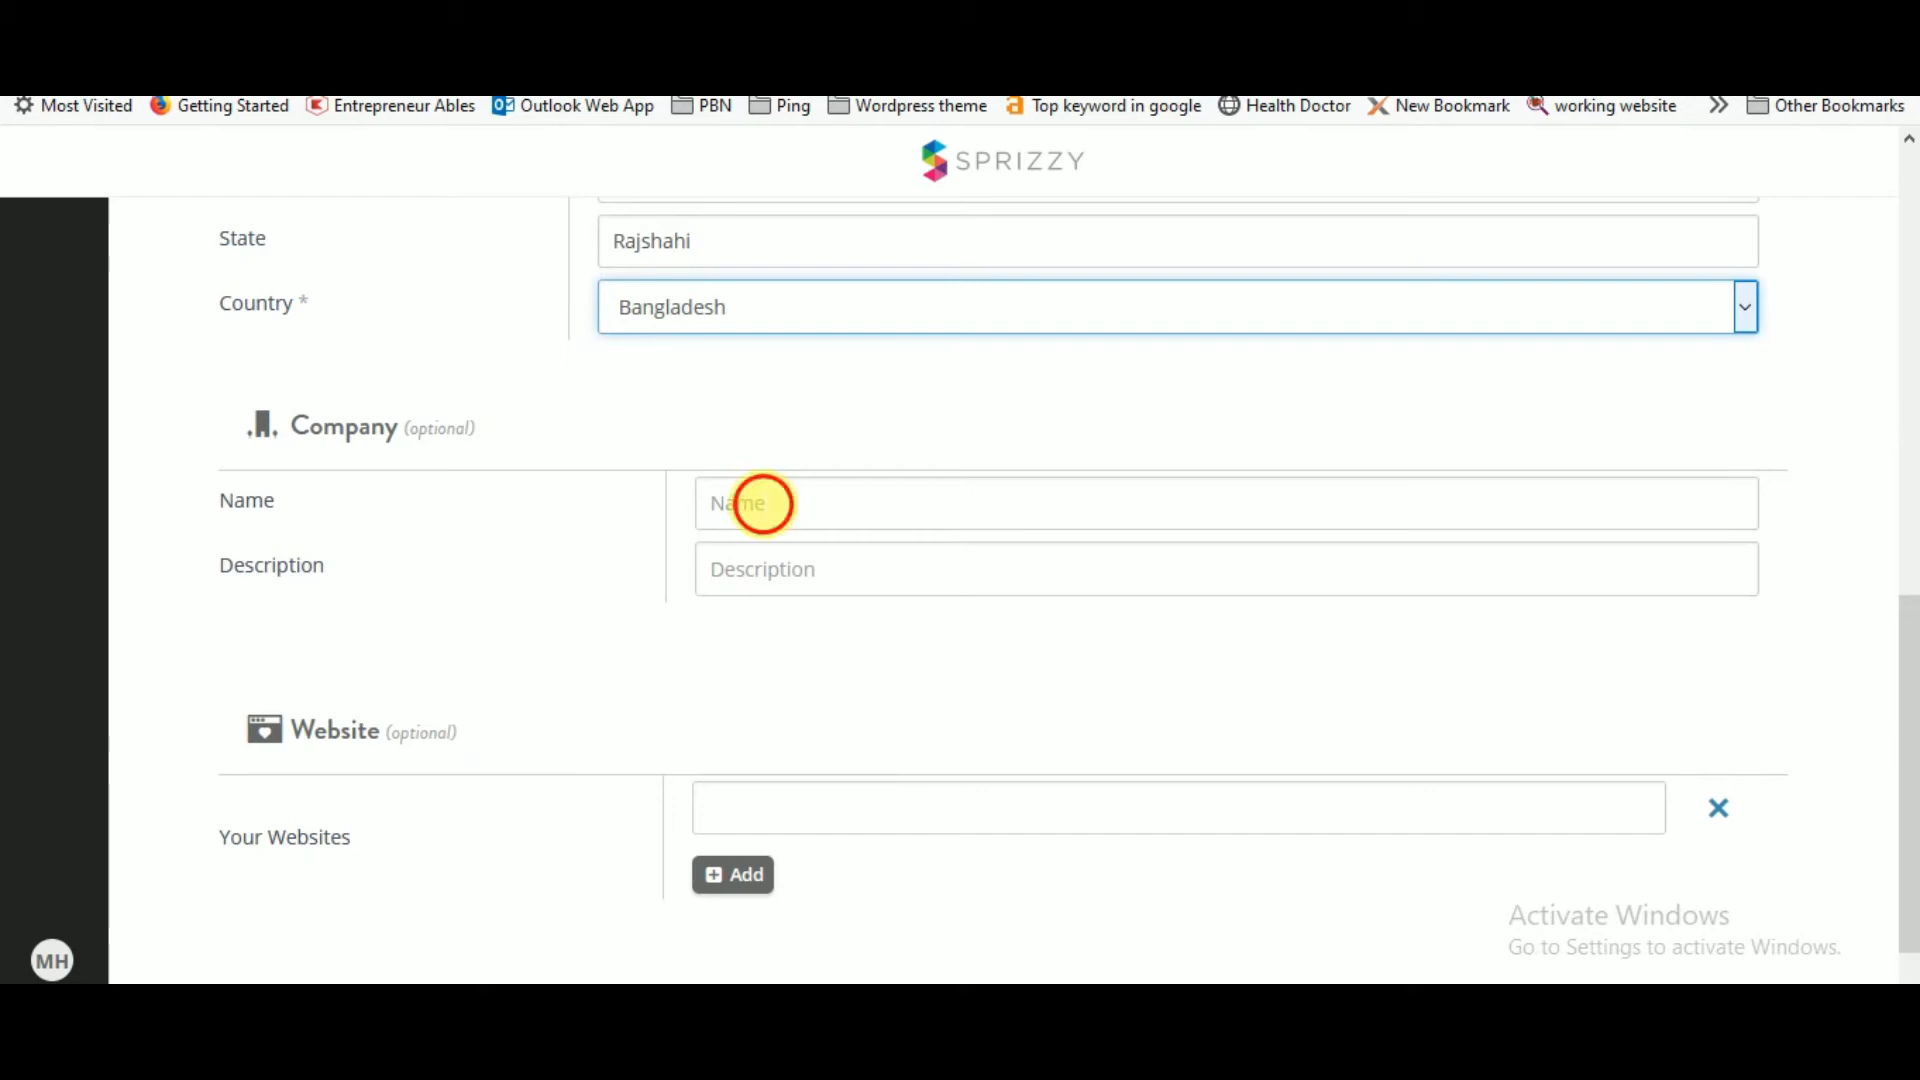 Most Visited Getting Started Entrepreneur Ables Outlook Web App PBN Ping Wordpress theme Top keyword in google Health Doctor New Bookmark working website Other Bookmarks
SPRIZZY
State Rajshahi
Country * Bangladesh
Company (optional)
Name Name
Description Description
Website (optional)
Your Websites
Add
Activate Windows
Go to Settings to activate Windows.
MH